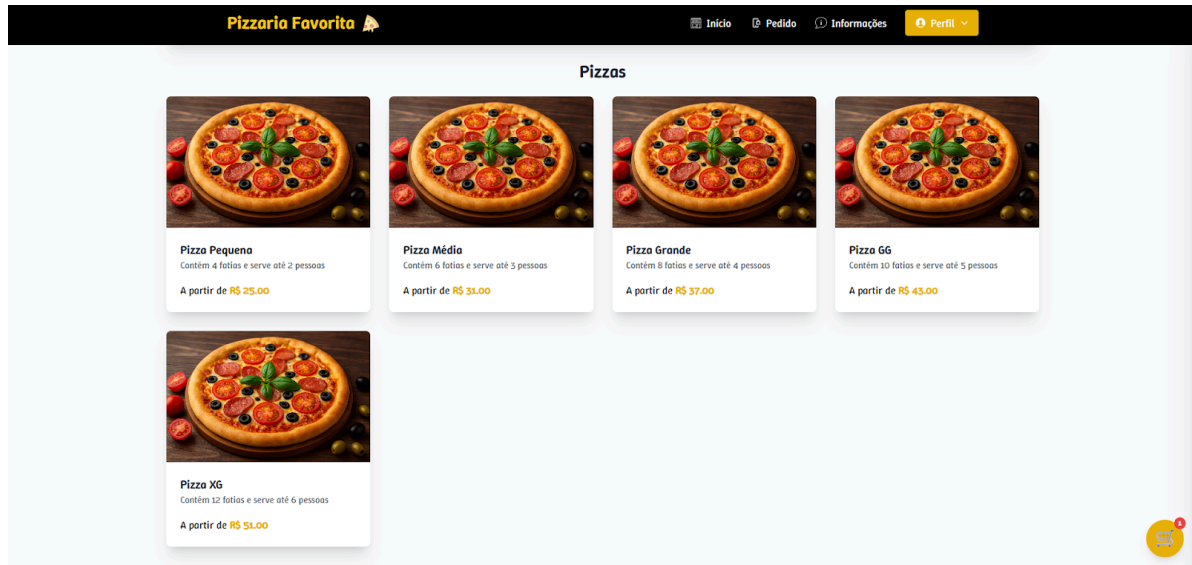 Pizzaria Favorita
Início
Pedido
Informações
Perfil
Pizzas
Pizza Pequena
Contém 4 fatias e serve até 2 pessoas
A partir de R$ 25.00
Pizza Média
Contém 6 fatias e serve até 3 pessoas
A partir de R$ 31.00
Pizza Grande
Contém 8 fatias e serve até 4 pessoas
A partir de R$ 37.00
Pizza GG
Contém 10 fatias e serve até 5 pessoas
A partir de R$ 43.00
Pizza XG
Contém 12 fatias e serve até 6 pessoas
A partir de R$ 51.00
1